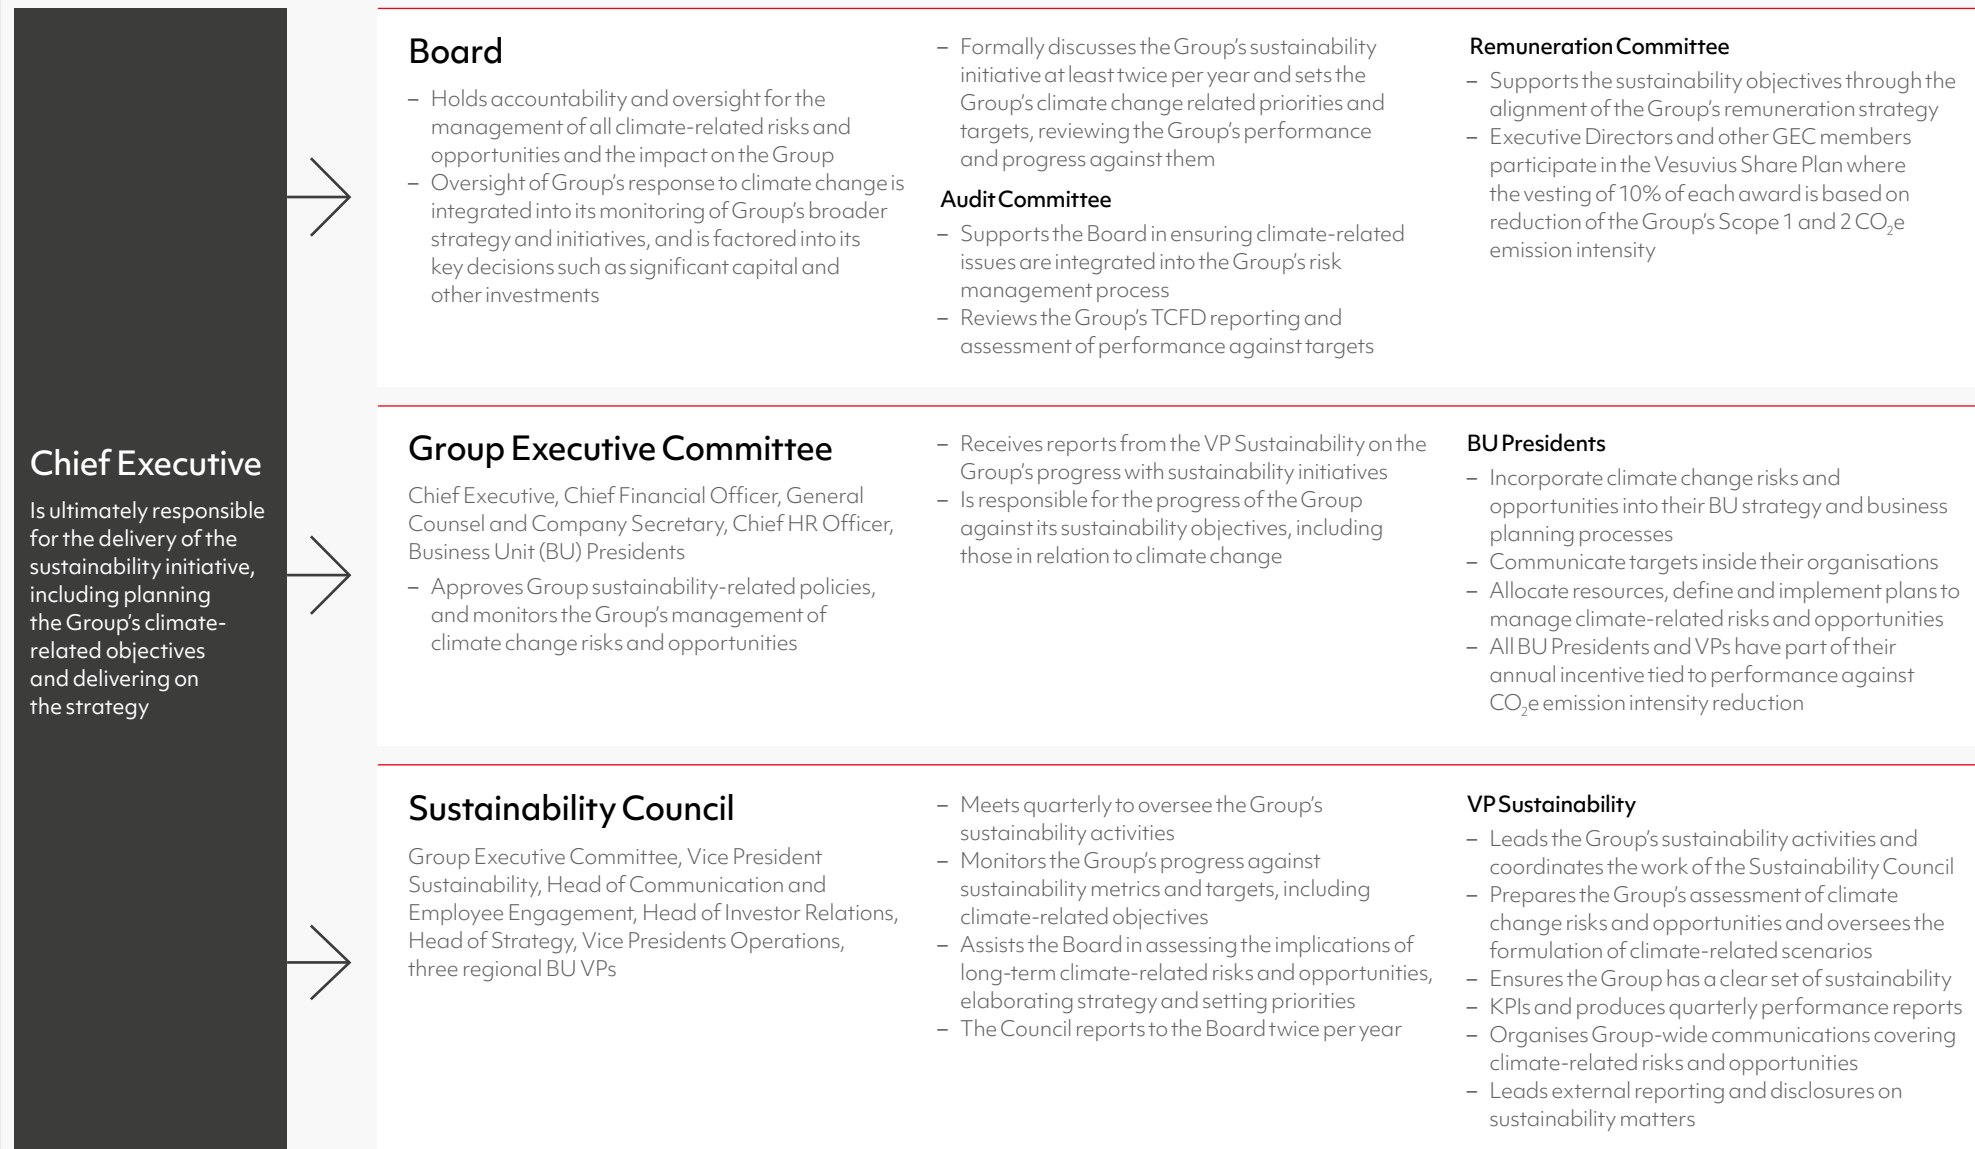 Chief Executive
Is ultimately responsible
for the delivery of the
sustainability initiative,
including planning
the Group's climate-
related objectives
and delivering on
the strategy
Board
– Holds accountability and oversight for the
management of all climate-related risks and
opportunities and the impact on the Group
– Oversight of Group's response to climate change is
integrated into its monitoring of Group's broader
strategy and initiatives, and is factored into its
key decisions such as significant capital and
other investments
– Formally discusses the Group's sustainability
initiative at least twice per year and sets the
Group's climate change related priorities and
targets, reviewing the Group's performance
and progress against them
Audit Committee
– Supports the Board in ensuring climate-related
issues are integrated into the Group's risk
management process
– Reviews the Group's TCFD reporting and
assessment of performance against targets
Remuneration Committee
– Supports the sustainability objectives through the
alignment of the Group's remuneration strategy
– Executive Directors and other GEC members
participate in the Vesuvius Share Plan where
the vesting of 10% of each award is based on
reduction of the Group's Scope 1 and 2 CO₂e
emission intensity
Group Executive Committee
Chief Executive, Chief Financial Officer, General
Counsel and Company Secretary, Chief HR Officer,
Business Unit (BU) Presidents
– Approves Group sustainability-related policies,
and monitors the Group's management of
climate change risks and opportunities
– Receives reports from the VP Sustainability on the
Group's progress with sustainability initiatives
– Is responsible for the progress of the Group
against its sustainability objectives, including
those in relation to climate change
BU Presidents
– Incorporate climate change risks and
opportunities into their BU strategy and business
planning processes
– Communicate targets inside their organisations
– Allocate resources, define and implement plans to
manage climate-related risks and opportunities
– All BU Presidents and VPs have part of their
annual incentive tied to performance against
CO₂e emission intensity reduction
Sustainability Council
Group Executive Committee, Vice President
Sustainability, Head of Communication and
Employee Engagement, Head of Investor Relations,
Head of Strategy, Vice Presidents Operations,
three regional BU VPs
– Meets quarterly to oversee the Group's
sustainability activities
– Monitors the Group's progress against
sustainability metrics and targets, including
climate-related objectives
– Assists the Board in assessing the implications of
long-term climate-related risks and opportunities,
elaborating strategy and setting priorities
– The Council reports to the Board twice per year
VP Sustainability
– Leads the Group's sustainability activities and
coordinates the work of the Sustainability Council
– Prepares the Group's assessment of climate
change risks and opportunities and oversees the
formulation of climate-related scenarios
– Ensures the Group has a clear set of sustainability
– KPIs and produces quarterly performance reports
– Organises Group-wide communications covering
climate-related risks and opportunities
– Leads external reporting and disclosures on
sustainability matters